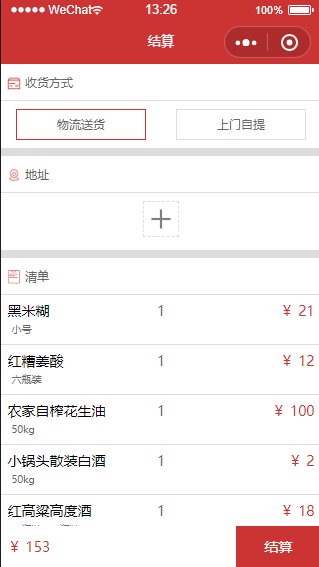 WeChat 13:26 100%
结算
收货方式
物流送货 上门自提
地址
清单
黑米糊 1 ¥ 21
小号
红糟姜酸 1 ¥ 12
六瓶装
农家自榨花生油 1 ¥ 100
50kg
小锅头散装白酒 1 ¥ 2
50kg
红高粱高度酒 1 ¥ 18
¥ 153 结算